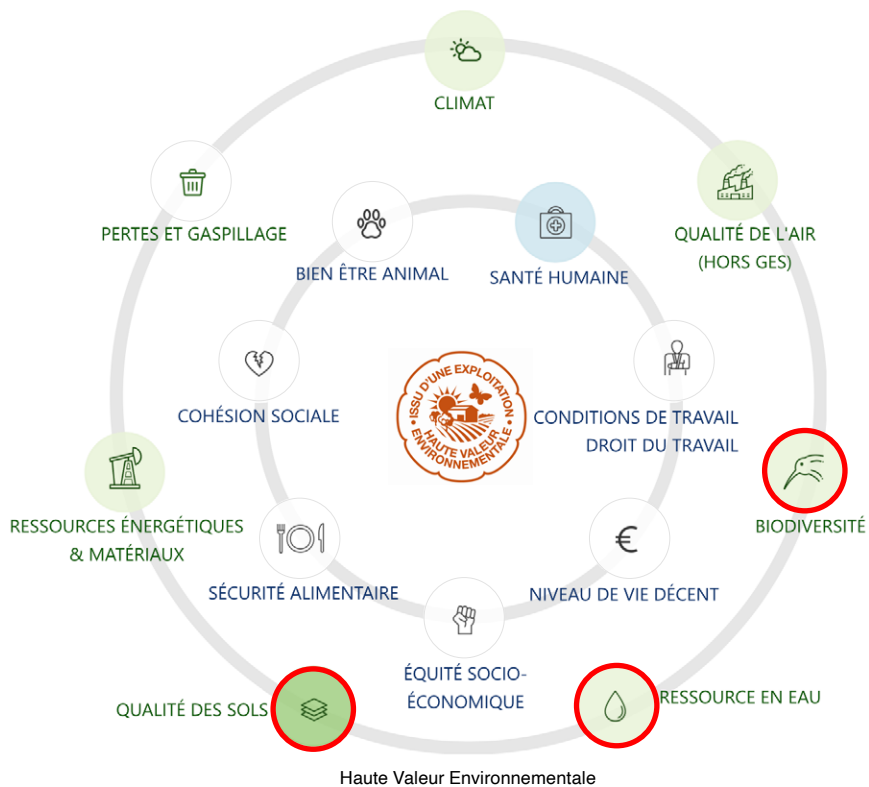 CLIMAT
PERTES ET GASPILLAGE
QUALITÉ DE L'AIR
(HORS GES)
BIEN ÊTRE ANIMAL
SANTÉ HUMAINE
COHÉSION SOCIALE
ISSU D'UNE EXPLOITATION
HAUTE VALEUR
ENVIRONNEMENTALE
CONDITIONS DE TRAVAIL
DROIT DU TRAVAIL
RESSOURCES ÉNERGÉTIQUES
& MATÉRIAUX
BIODIVERSITÉ
SÉCURITÉ ALIMENTAIRE
€
NIVEAU DE VIE DÉCENT
ÉQUITÉ SOCIO-
ÉCONOMIQUE
QUALITÉ DES SOLS
RESSOURCE EN EAU
Haute Valeur Environnementale